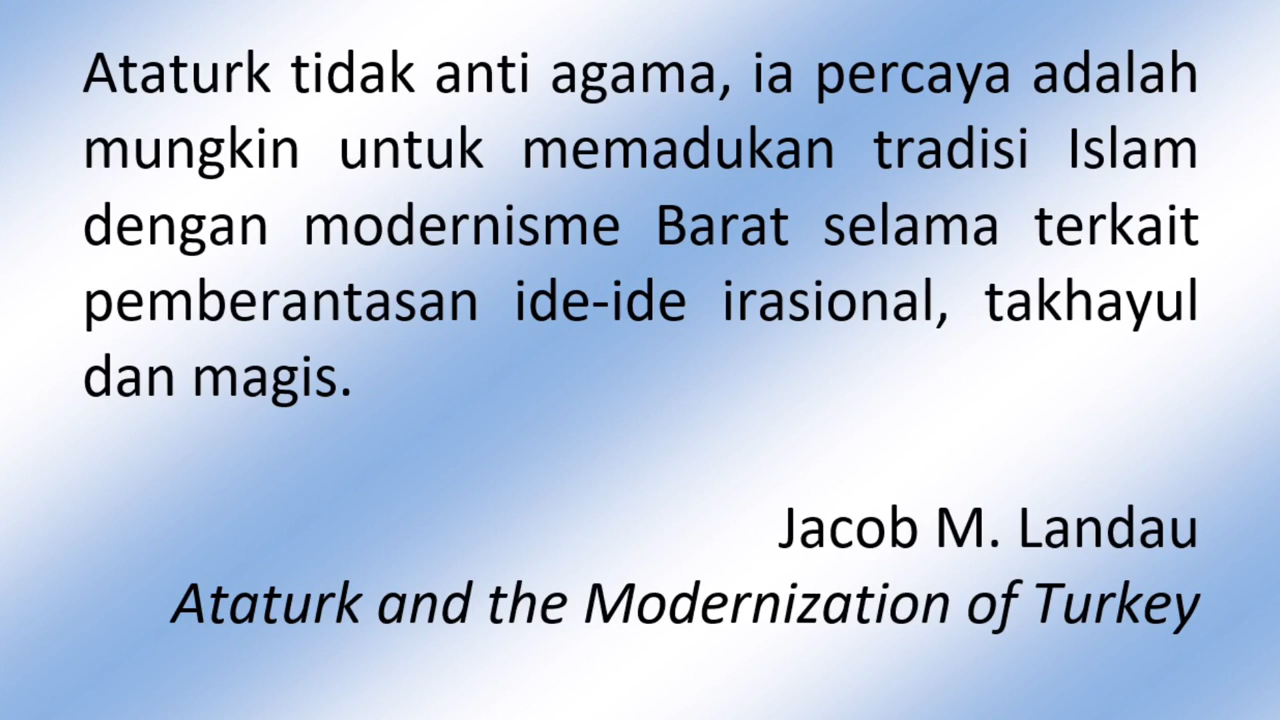 Ataturk tidak anti agama, ia percaya adalah
mungkin untuk memadukan tradisi Islam
dengan modernisme Barat selama terkait
pemberantasan ide-ide irasional, takhayul
dan magis.
Jacob M. Landau
Ataturk and the Modernization of Turkey